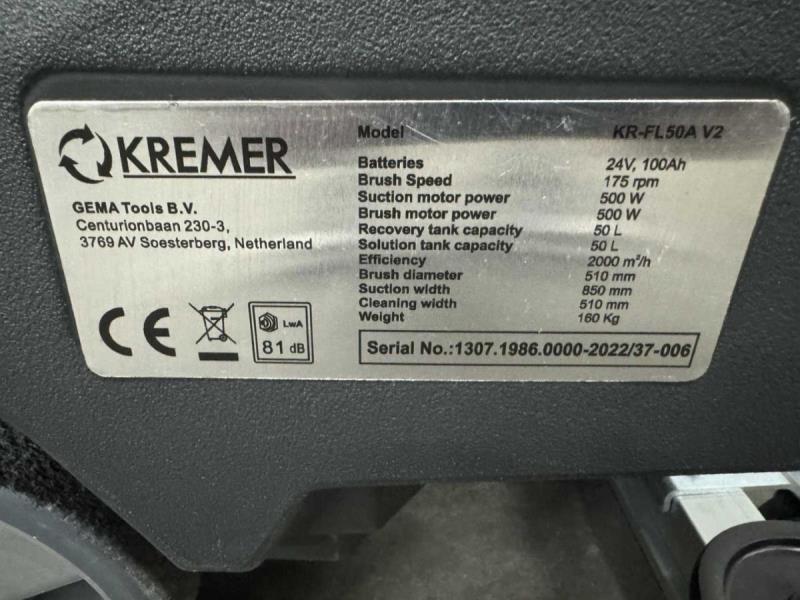 KREMER
GEMA Tools B.V.
Centurionbaan 230-3,
3769 AV Soesterberg, Netherland
CE
LwA
81 dB
Model KR-FL50A V2
Batteries 24V, 100Ah
Brush Speed 175 rpm
Suction motor power 500 W
Brush motor power 500 W
Recovery tank capacity 50 L
Solution tank capacity 50 L
Efficiency 2000 m²/h
Brush diameter 510 mm
Suction width 850 mm
Cleaning width 510 mm
Weight 160 Kg
Serial No.:1307.1986.0000-2022/37-006